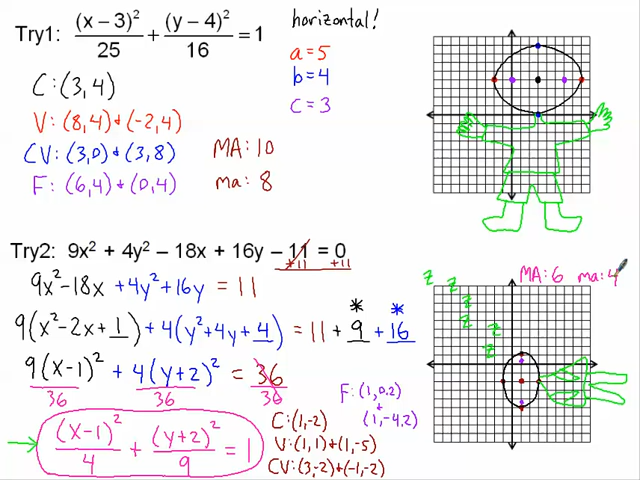 Try1: (x – 3)²/25 + (y – 4)²/16 = 1
horizontal!
a = 5
b = 4
c = 3
C: (3, 4)
V: (8, 4) + (-2, 4)
CV: (3, 0) + (3, 8)
F: (6, 4) + (0, 4)
MA: 10
ma: 8
Try2: 9x² + 4y² – 18x + 16y – 11 = 0
+11 +11
9x² - 18x + 4y² + 16y = 11
* *
9(x² - 2x + 1) + 4(y² + 4y + 4) = 11 + 9 + 16
9(x - 1)² + 4(y + 2)² = 36
36 36 36
(x - 1)²/4 + (y + 2)²/9 = 1
F: (1, 0.2)
+
(1, -4.2)
C: (1, -2)
V: (1, 1) + (1, -5)
CV: (3, -2) + (-1, -2)
MA: 6 ma: 4
z
z
z
z
z
z